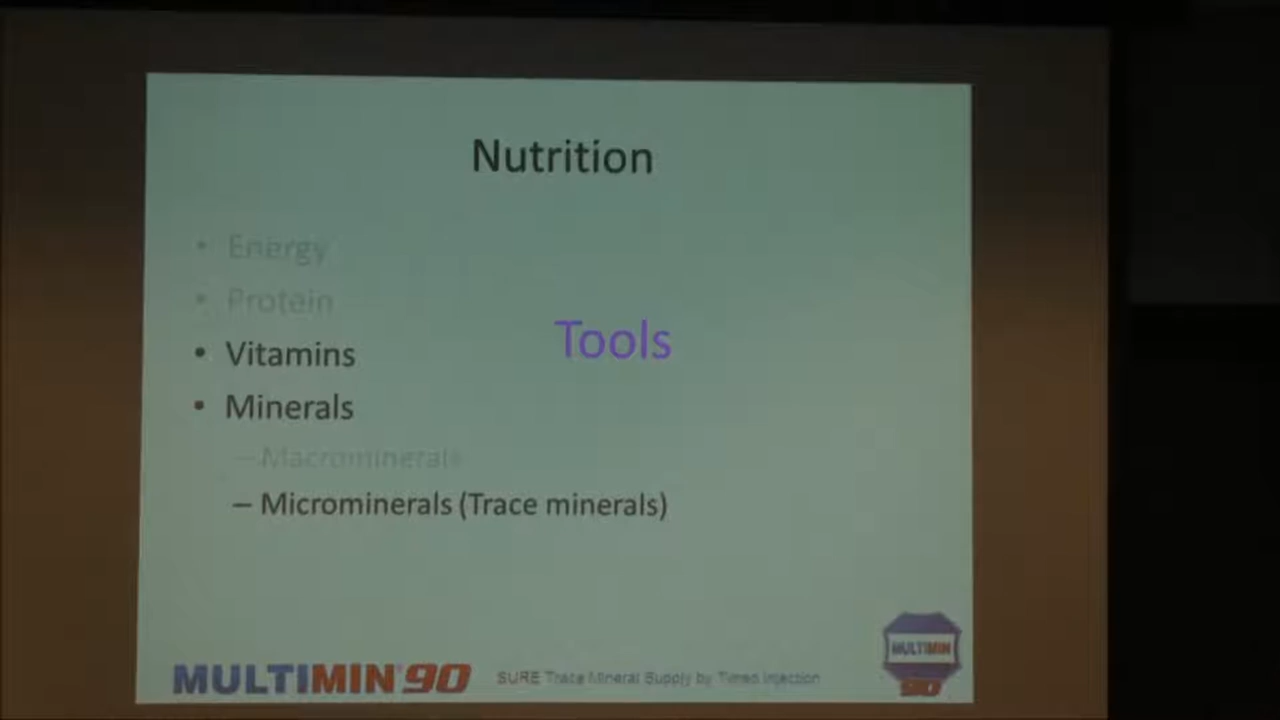 Nutrition
• Energy
• Protein
Tools
• Vitamins
• Minerals
– Macrominerals
– Microminerals (Trace minerals)
MULTIMIN®90
SURE Trace Mineral Supply by Timed Injection
MULTIMIN
90